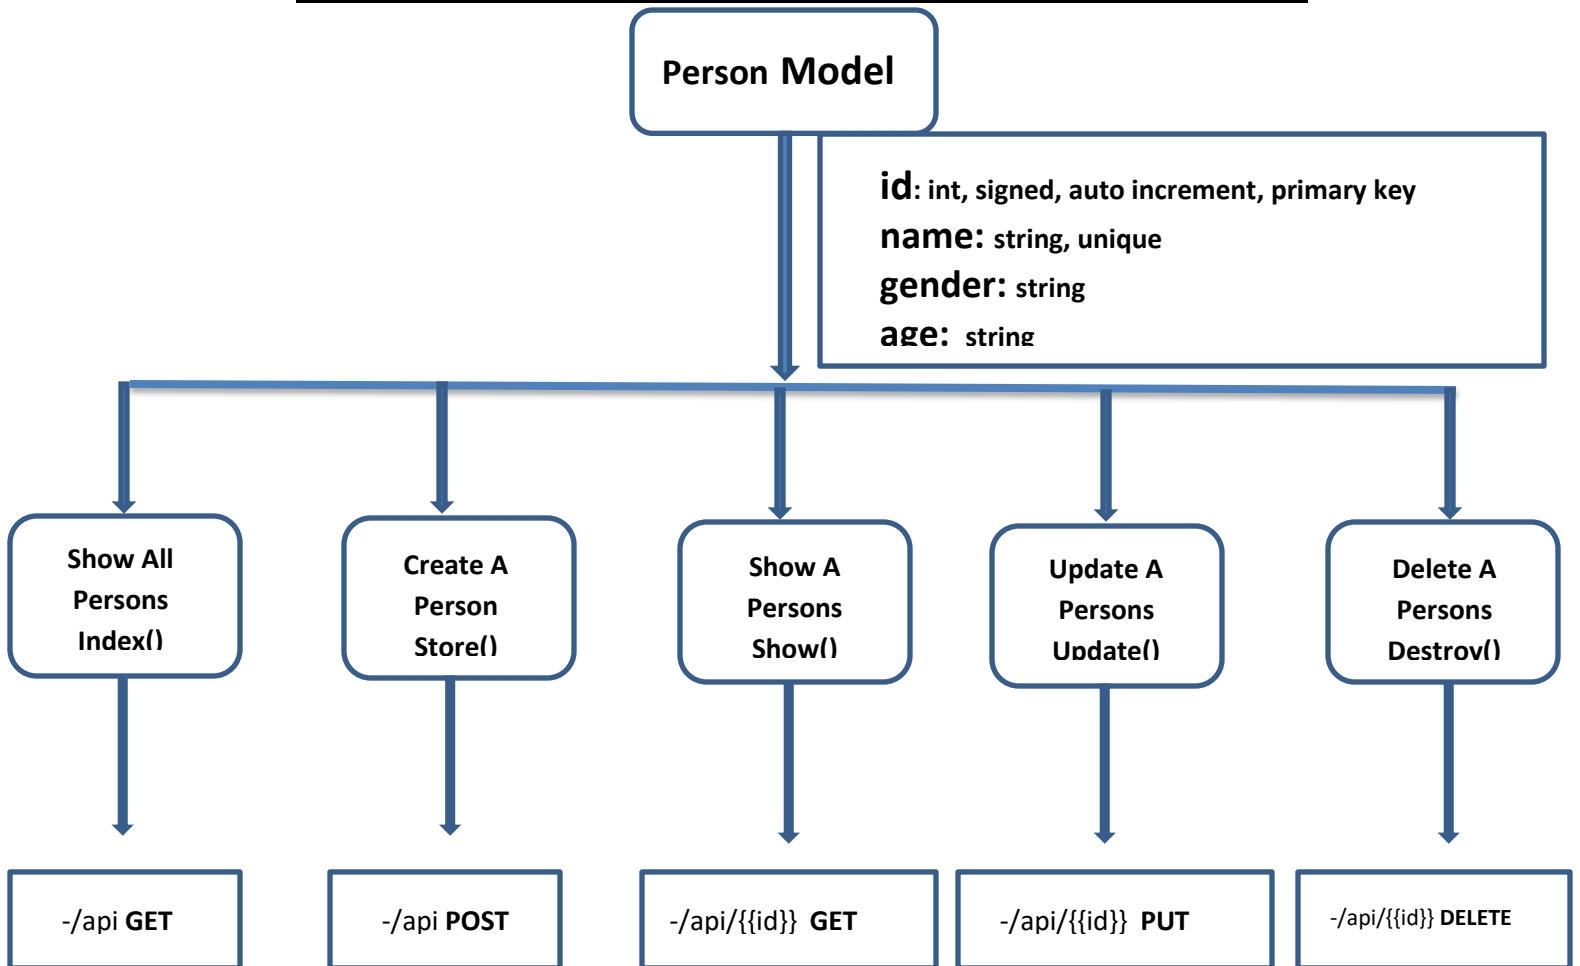 Person Model
id: int, signed, auto increment, primary key
name: string, unique
gender: string
age: string
Show All
Persons
Index()
Create A
Person
Store()
Show A
Persons
Show()
Update A
Persons
Update()
Delete A
Persons
Destroy()
-/api GET
-/api POST
-/api/{{id}} GET
-/api/{{id}} PUT
-/api/{{id}} DELETE